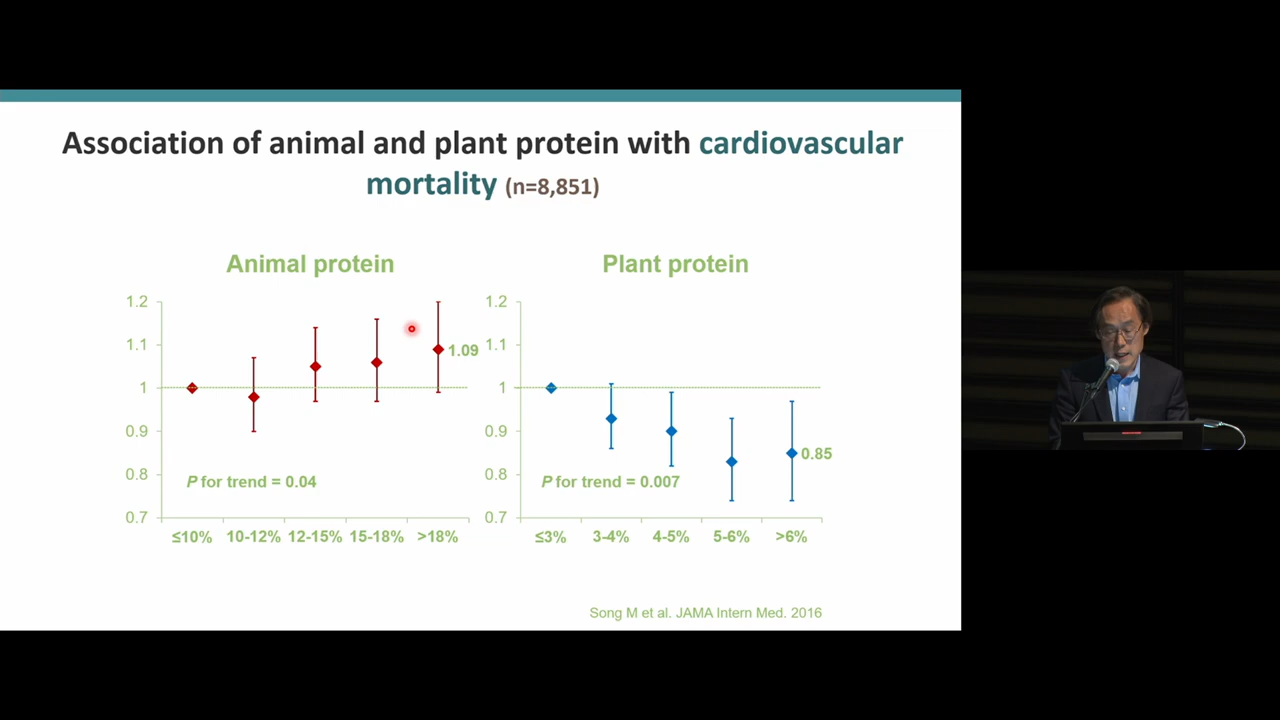 Association of animal and plant protein with cardiovascular
mortality (n=8,851)
Animal protein
1.2
1.1
1
0.9
0.8
0.7
1.09
P for trend = 0.04
≤10% 10-12% 12-15% 15-18% >18%
Plant protein
1.2
1.1
1
0.9
0.8
0.7
0.85
P for trend = 0.007
≤3% 3-4% 4-5% 5-6% >6%
Song M et al. JAMA Intern Med. 2016